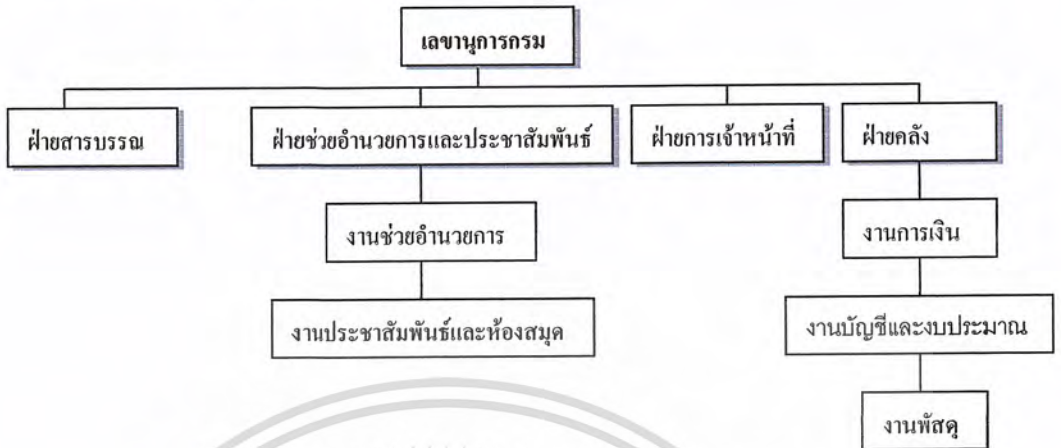 เลขานุการกรม
ฝ่ายสารบรรณ
ฝ่ายช่วยอำนวยการและประชาสัมพันธ์
ฝ่ายการเจ้าหน้าที่
ฝ่ายคลัง
งานช่วยอำนวยการ
งานการเงิน
งานประชาสัมพันธ์และห้องสมุด
งานบัญชีและงบประมาณ
งานพัสดุ